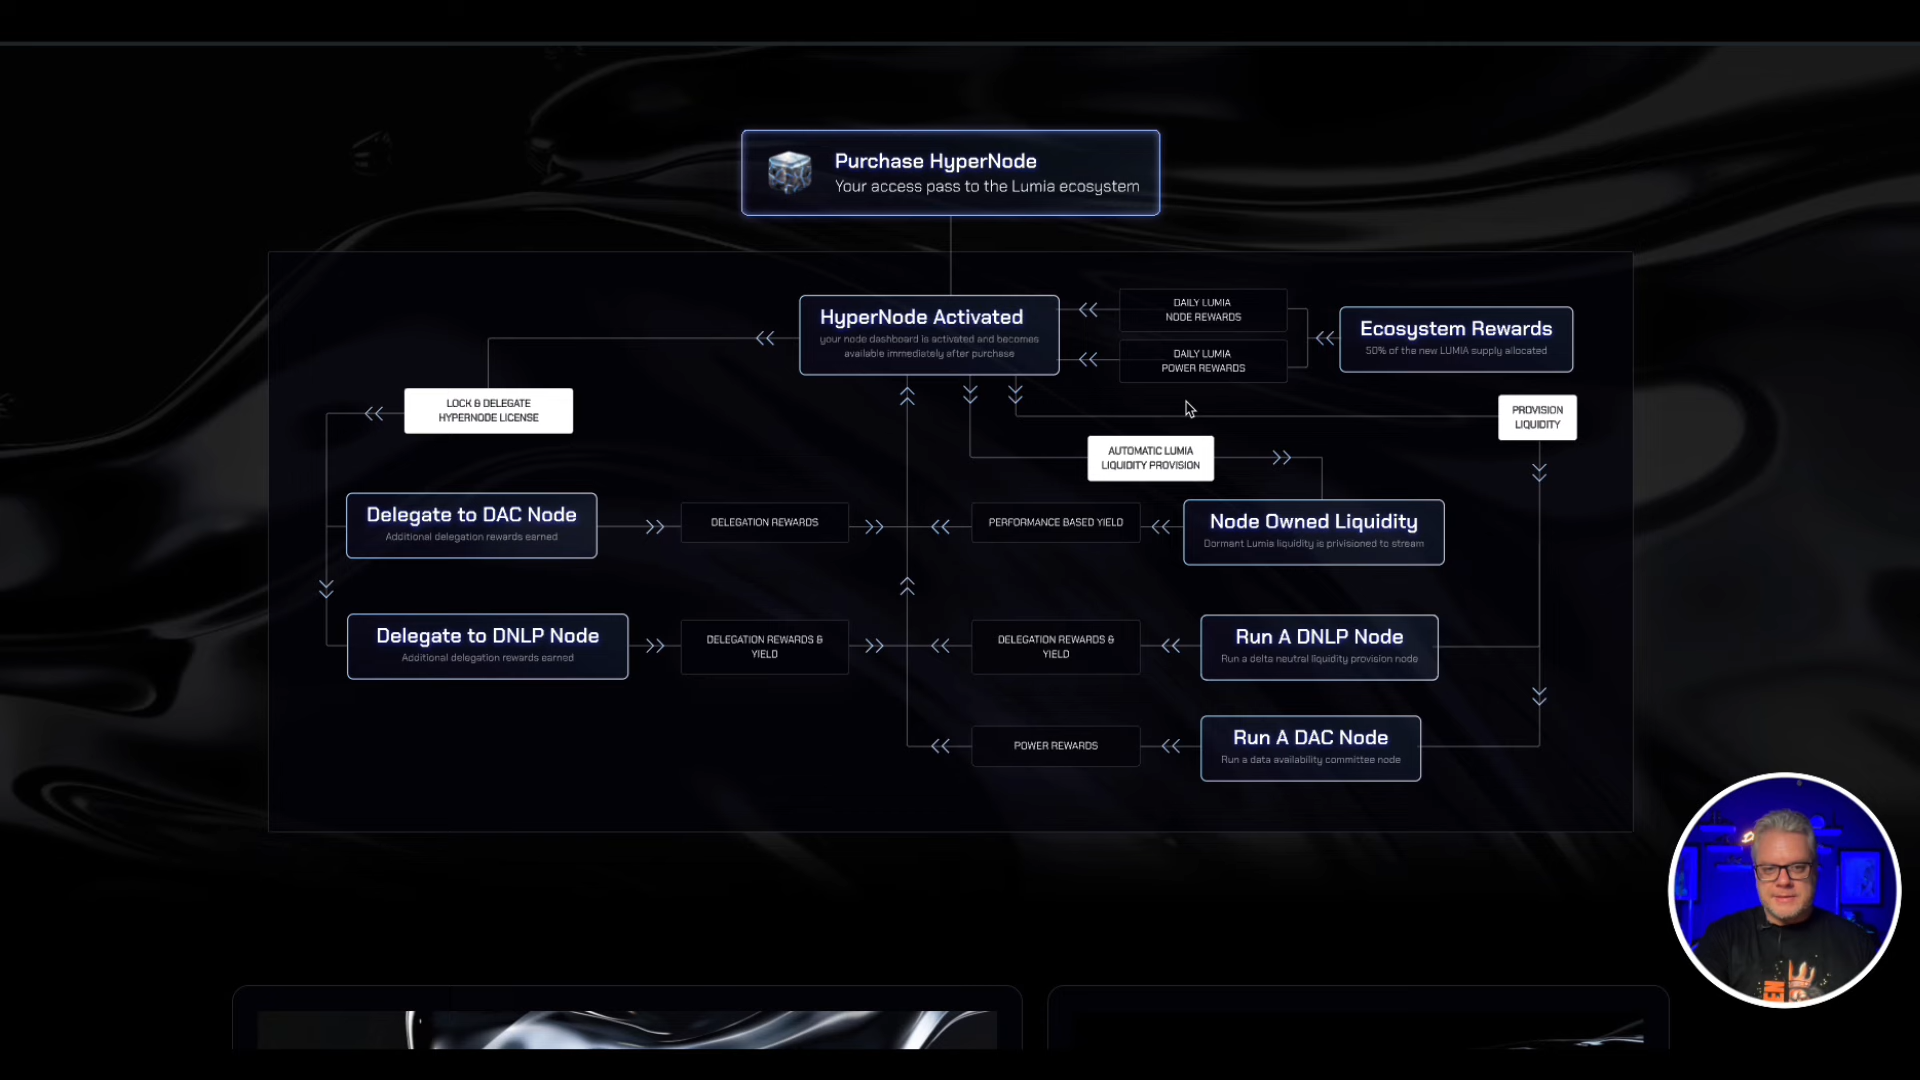 Purchase HyperNode
Your access pass to the Lumia ecosystem
HyperNode Activated
your node dashboard is activated and becomes
available immediately after purchase
DAILY LUMIA
NODE REWARDS
DAILY LUMIA
POWER REWARDS
Ecosystem Rewards
50% of the new LUMIA supply allocated
LOCK & DELEGATE
HYPERNODE LICENSE
PROVISION
LIQUIDITY
AUTOMATIC LUMIA
LIQUIDITY PROVISION
Delegate to DAC Node
Additional delegation rewards earned
DELEGATION REWARDS
PERFORMANCE BASED YIELD
Node Owned Liquidity
Dormant Lumia liquidity is privisioned to stream
Delegate to DNLP Node
Additional delegation rewards earned
DELEGATION REWARDS &
YIELD
DELEGATION REWARDS &
YIELD
Run A DNLP Node
Run a delta neutral liquidity provision node
POWER REWARDS
Run A DAC Node
Run a data availability committee node